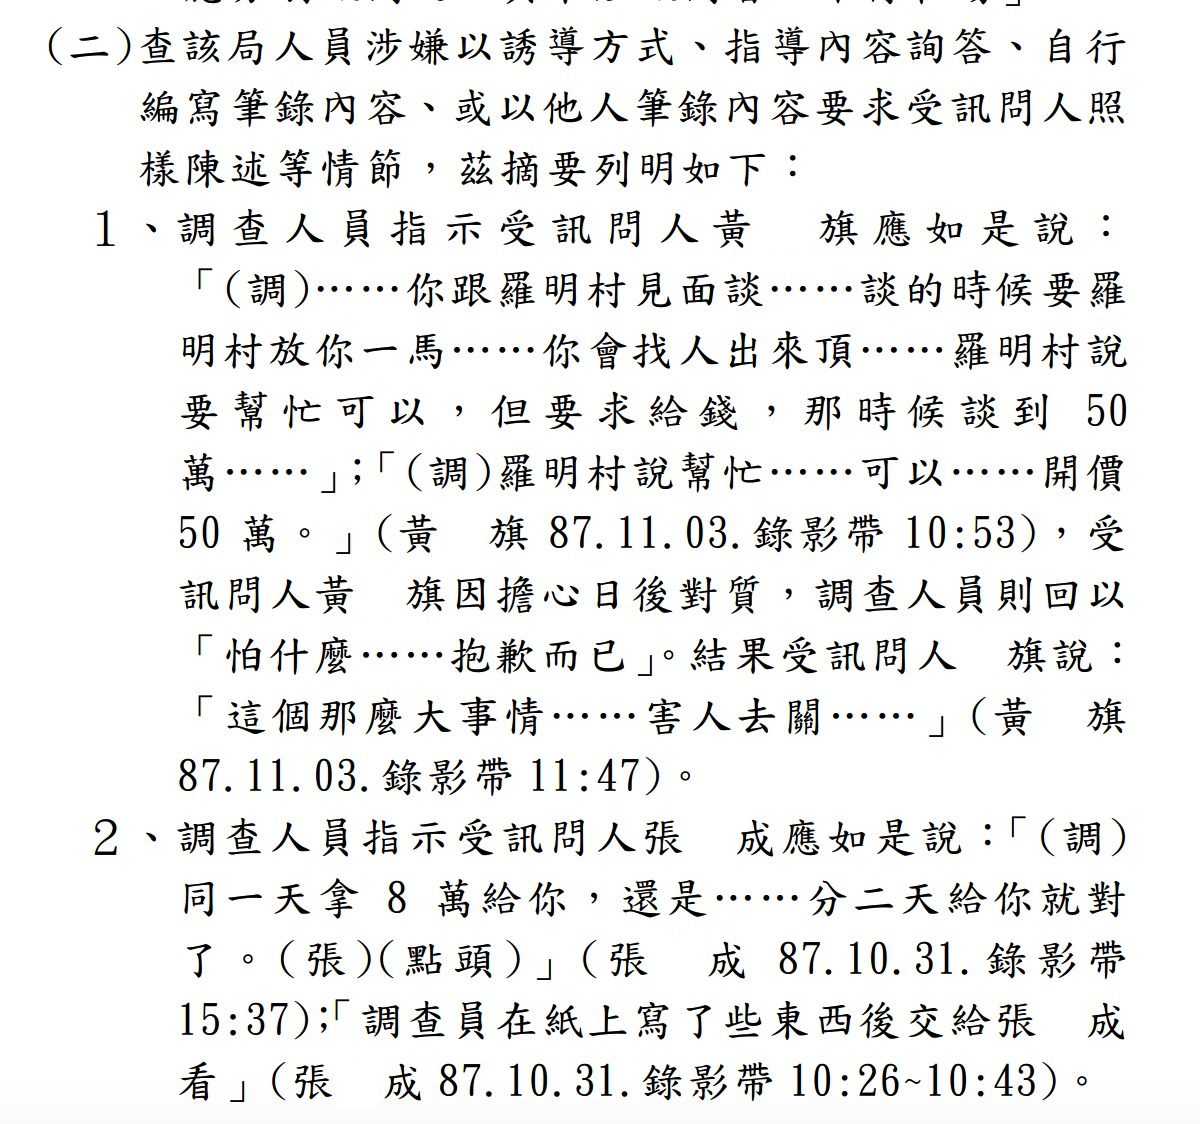 (二)查該局人員涉嫌以誘導方式、指導內容詢答、自行
編寫筆錄內容、或以他人筆錄內容要求受訊問人照
樣陳述等情節，茲摘要列明如下：
1、調查人員指示受訊問人黃　旗應如是說：
「(調)……你跟羅明村見面談……談的時候要羅
明村放你一馬……你會找人出來頂……羅明村說
要幫忙可以，但要求給錢，那時候談到 50
萬……」；「(調)羅明村說幫忙……可以……開價
50 萬。」(黃　旗 87.11.03.錄影帶 10:53)，受
訊問人黃　旗因擔心日後對質，調查人員則回以
「怕什麼……抱歉而已」。結果受訊問人　旗說：
「這個那麼大事情……害人去關……」(黃　旗
87.11.03.錄影帶 11:47)。
2、調查人員指示受訊問人張　成應如是說：「(調)
同一天拿 8 萬給你，還是……分二天給你就對
了。(張)(點頭)」(張　成 87.10.31.錄影帶
15:37)；「調查員在紙上寫了些東西後交給張　成
看」(張　成 87.10.31.錄影帶 10:26~10:43)。